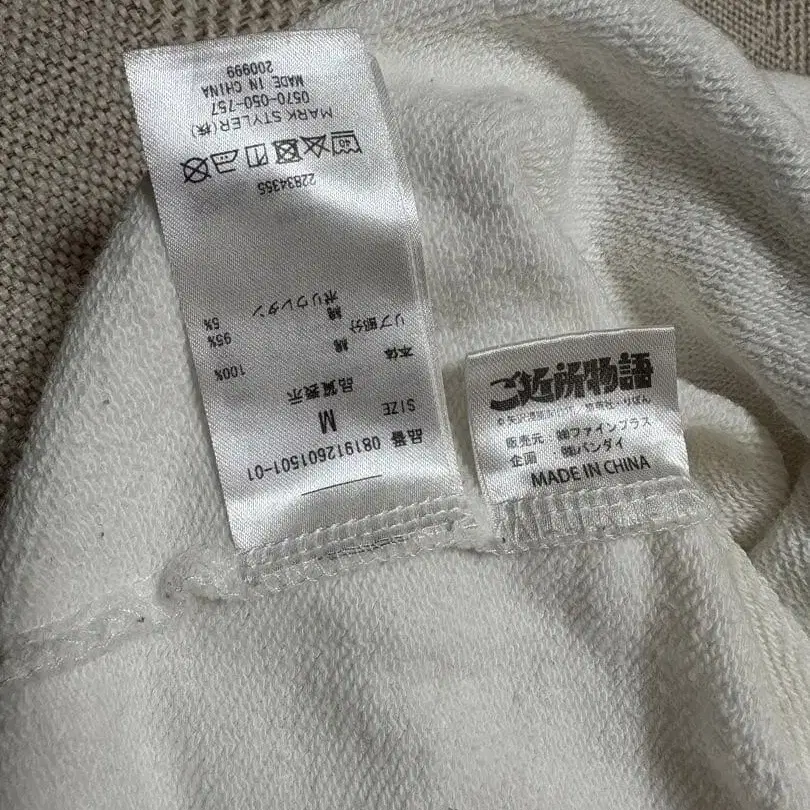 品番 081912601501-01
SIZE
M
品質表示
本体
綿 100%
リブ部分
綿 95%
ポリウレタン 5%
22834355
40
MARK STYLER(株)
0570-050-757
MADE IN CHINA
200999
ご近所物語
販売元:㈱ファインプラス
企画:㈱バンダイ
MADE IN CHINA